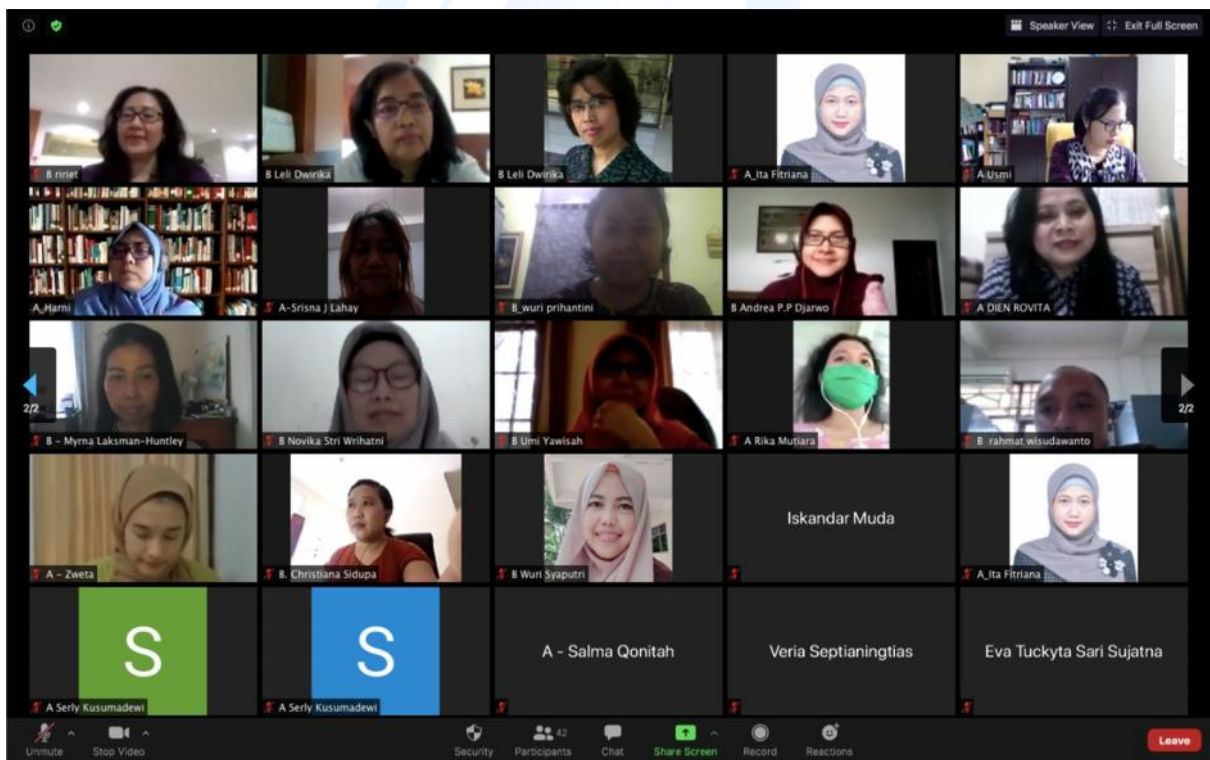 Speaker View
Exit Full Screen
B ririet
B Leli Dwirika
B Leli Dwirika
A_Ita Fitriana
A Usmi
A_Harni
A-Srisna J Lahay
B_wuri prihantini
B Andrea P.P Djarwo
A DIEN ROVITA
2/2
2/2
B - Myrna Laksman-Huntley
B Novika Stri Wrihatni
B Umi Yawisah
A Rika Mutiara
B rahmat wisudawanto
A - Zweta
B. Christiana Sidupa
B Wuri Syaputri
Iskandar Muda
A_Ita Fitriana
S
S
A Serly Kusumadewi
A Serly Kusumadewi
A - Salma Qonitah
Veria Septianingtias
Eva Tuckyta Sari Sujatna
Unmute
Stop Video
Security
Participants
42
Chat
Share Screen
Record
Reactions
Leave